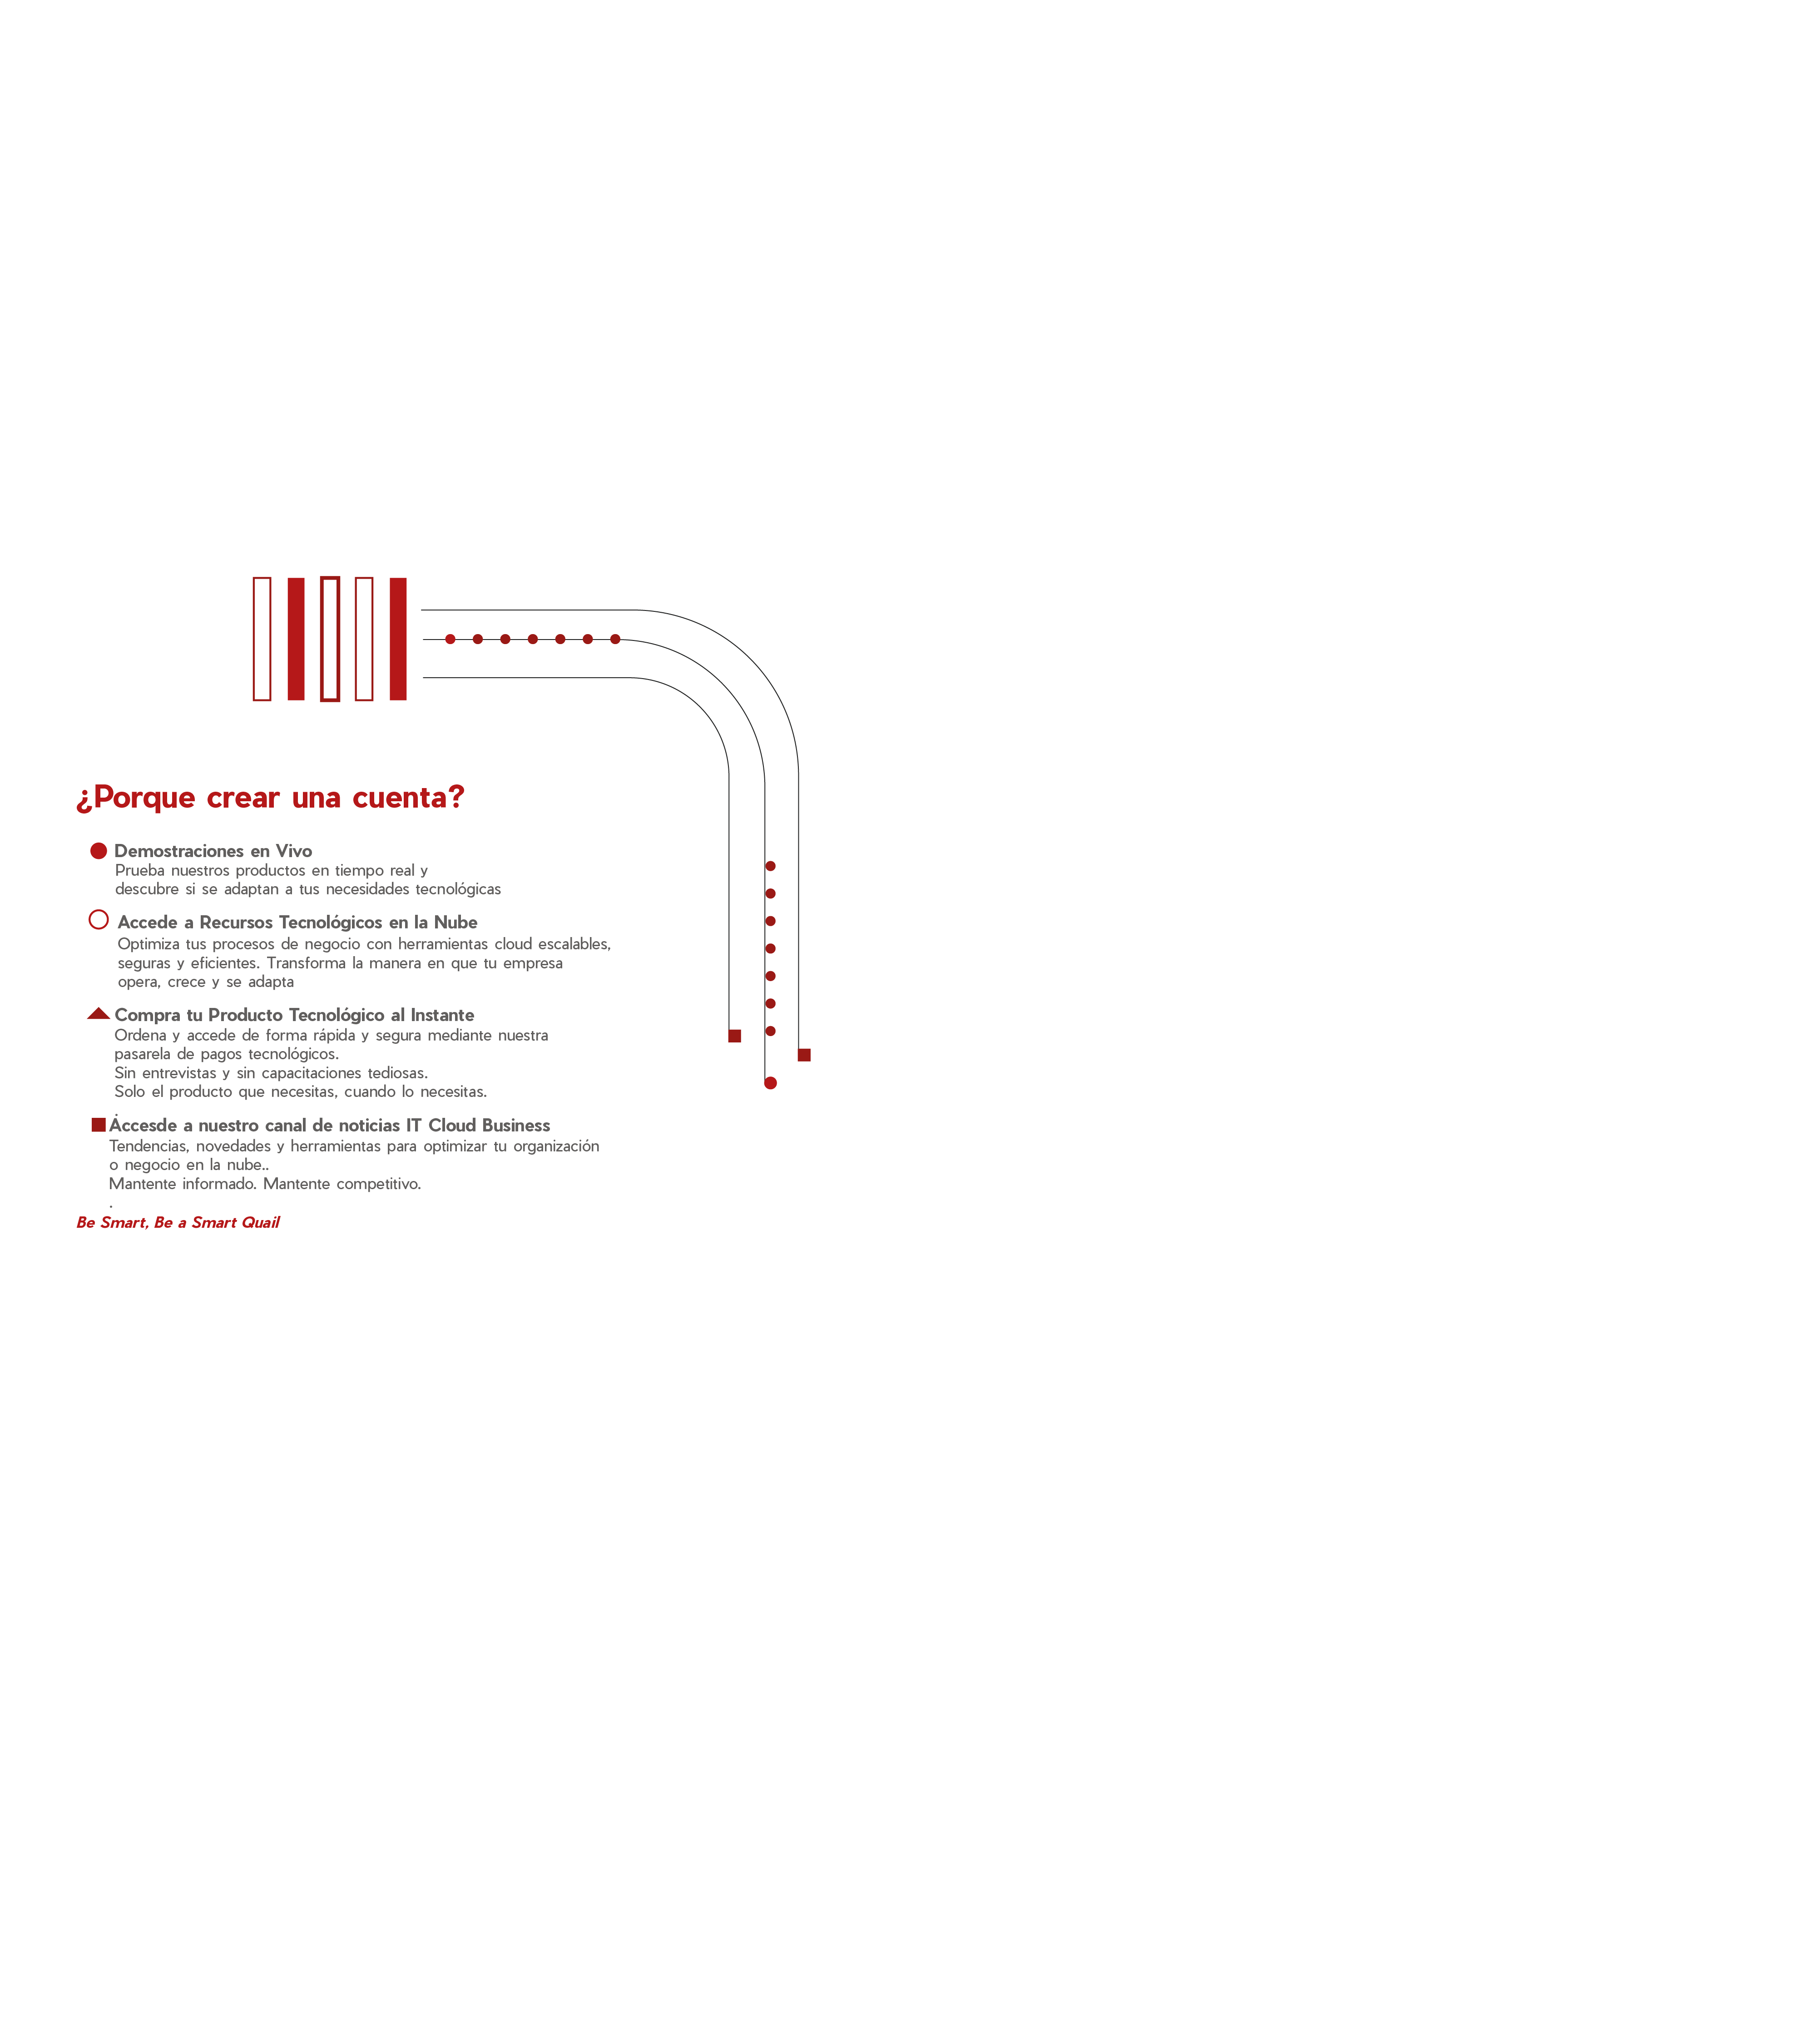 ¿Porque crear una cuenta?
Demostraciones en Vivo
Prueba nuestros productos en tiempo real y
descubre si se adaptan a tus necesidades tecnológicas
Accede a Recursos Tecnológicos en la Nube
Optimiza tus procesos de negocio con herramientas cloud escalables,
seguras y eficientes. Transforma la manera en que tu empresa
opera, crece y se adapta
Compra tu Producto Tecnológico al Instante
Ordena y accede de forma rápida y segura mediante nuestra
pasarela de pagos tecnológicos.
Sin entrevistas y sin capacitaciones tediosas.
Solo el producto que necesitas, cuando lo necesitas.
.
Accesde a nuestro canal de noticias IT Cloud Business
Tendencias, novedades y herramientas para optimizar tu organización
o negocio en la nube..
Mantente informado. Mantente competitivo.
.
Be Smart, Be a Smart Quail